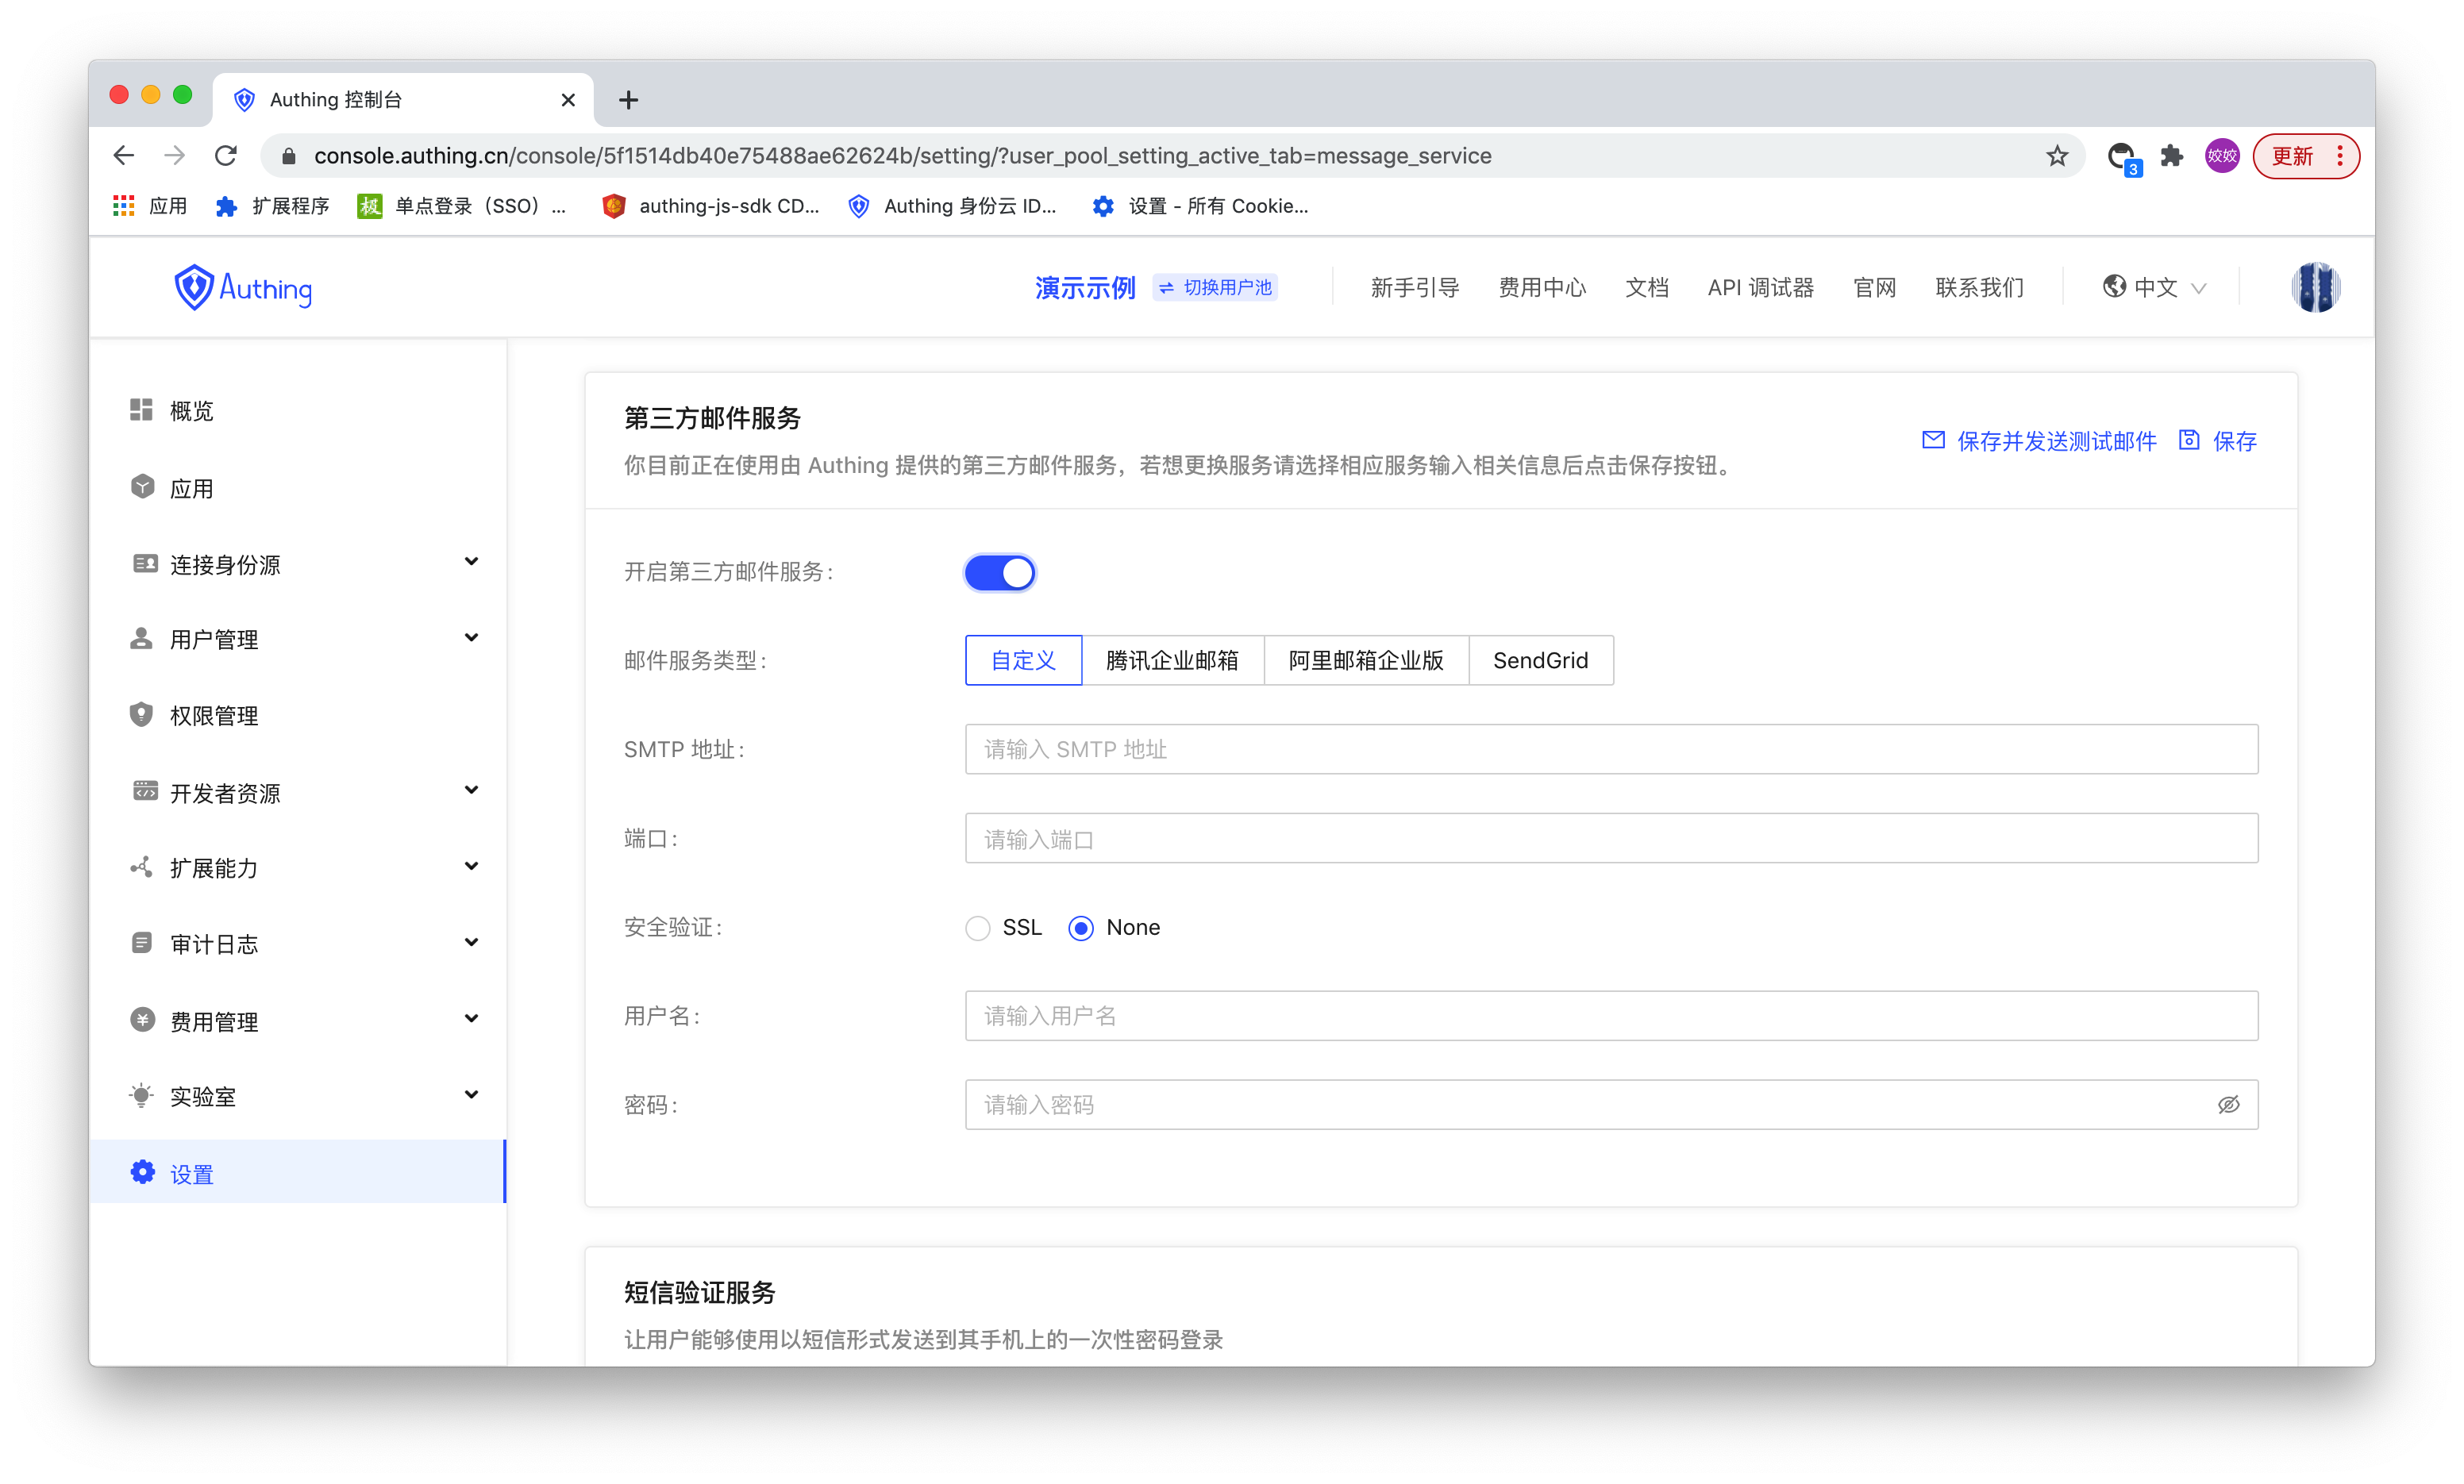 Authing 控制台
console.authing.cn/console/5f1514db40e75488ae62624b/setting/?user_pool_setting_active_tab=message_service
3
姣姣
更新
应用
扩展程序
极
单点登录（SSO）...
authing-js-sdk CD...
Authing 身份云 ID...
设置 - 所有 Cookie...
Authing
演示示例
切换用户池
新手引导
费用中心
文档
API 调试器
官网
联系我们
中文
概览
应用
连接身份源
用户管理
权限管理
开发者资源
扩展能力
审计日志
费用管理
实验室
设置
第三方邮件服务
你目前正在使用由 Authing 提供的第三方邮件服务，若想更换服务请选择相应服务输入相关信息后点击保存按钮。
保存并发送测试邮件
保存
开启第三方邮件服务：
邮件服务类型：
自定义
腾讯企业邮箱
阿里邮箱企业版
SendGrid
SMTP 地址：
请输入 SMTP 地址
端口：
请输入端口
安全验证：
SSL
None
用户名：
请输入用户名
密码：
请输入密码
短信验证服务
让用户能够使用以短信形式发送到其手机上的一次性密码登录